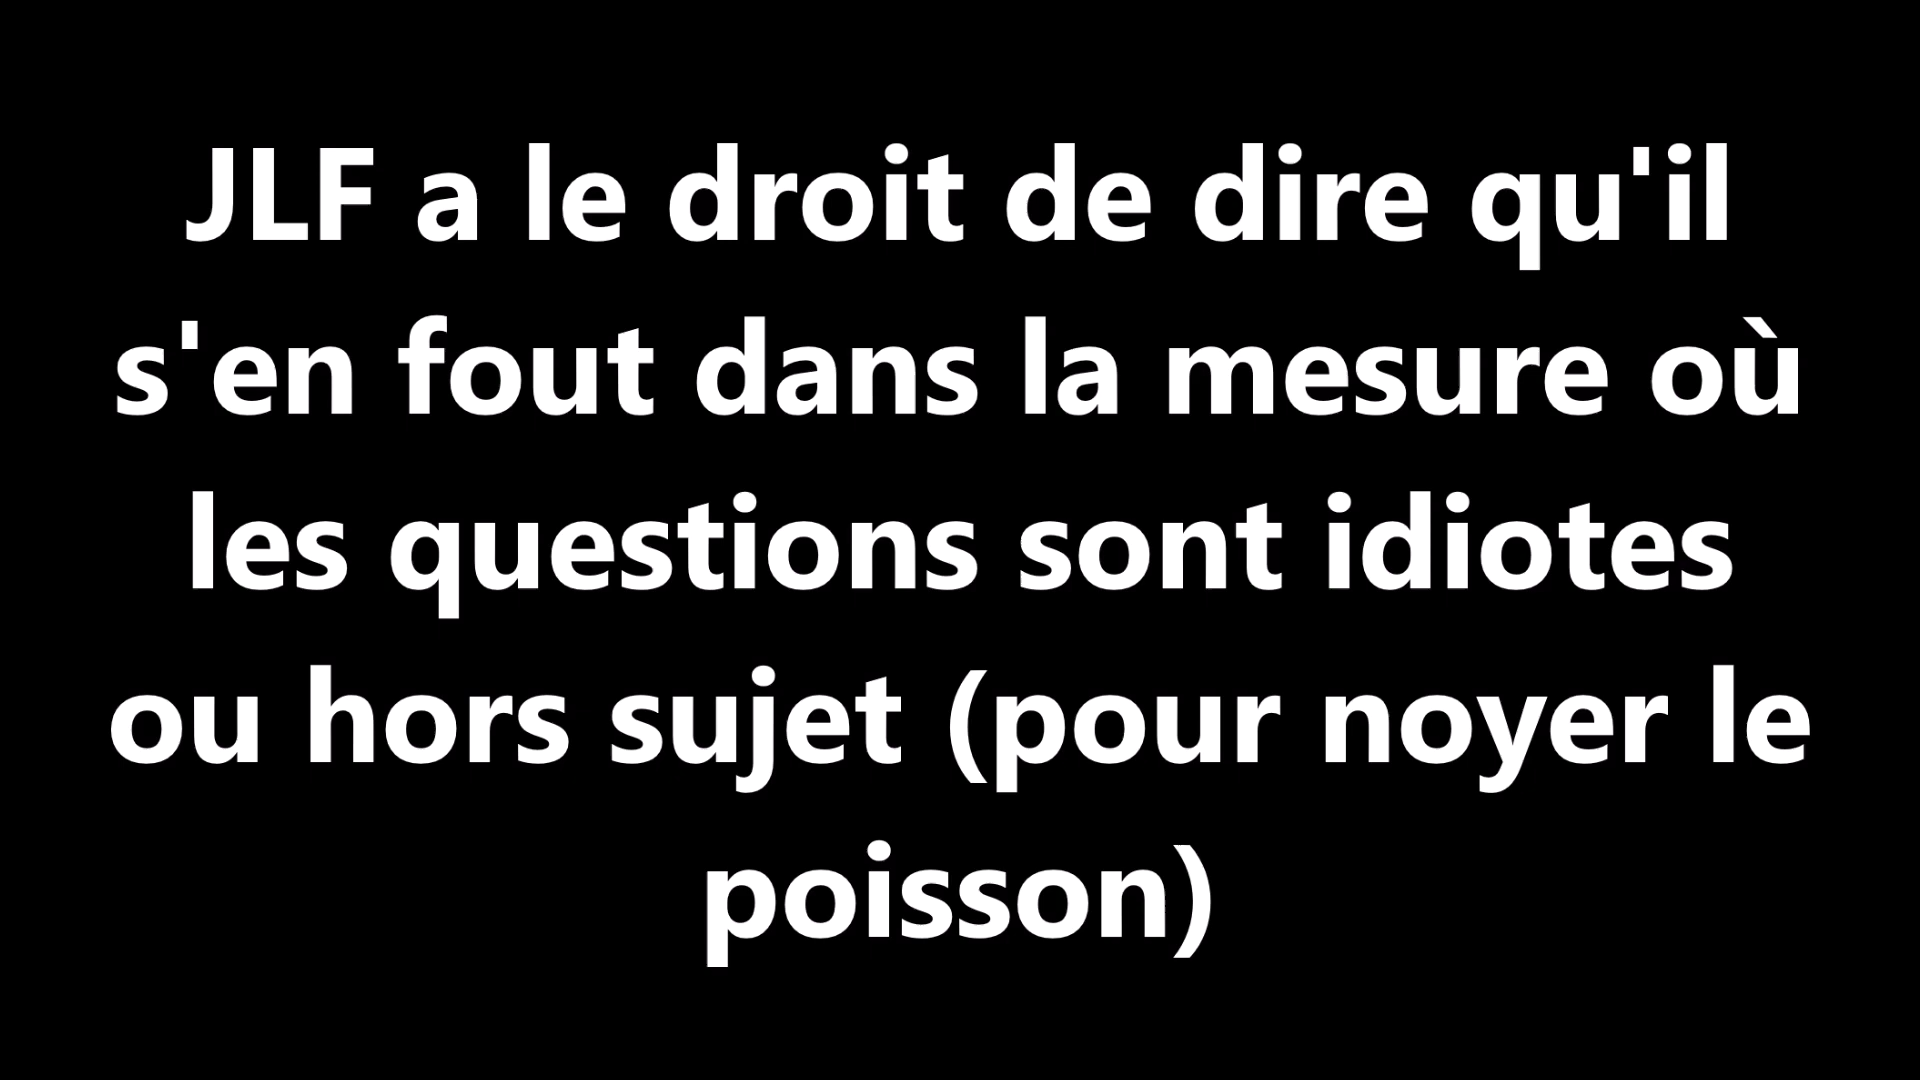 JLF a le droit de dire qu'il
s'en fout dans la mesure où
les questions sont idiotes
ou hors sujet (pour noyer le
poisson)